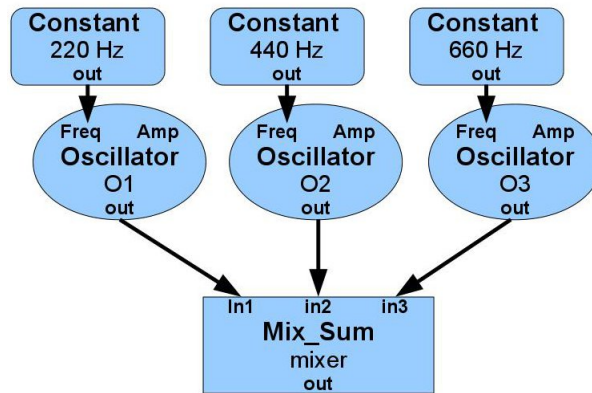 Constant
220 Hz
out
Constant
440 Hz
out
Constant
660 Hz
out
Freq Amp
Oscillator
O1
out
Freq Amp
Oscillator
O2
out
Freq Amp
Oscillator
O3
out
In1 in2 in3
Mix_Sum
mixer
out